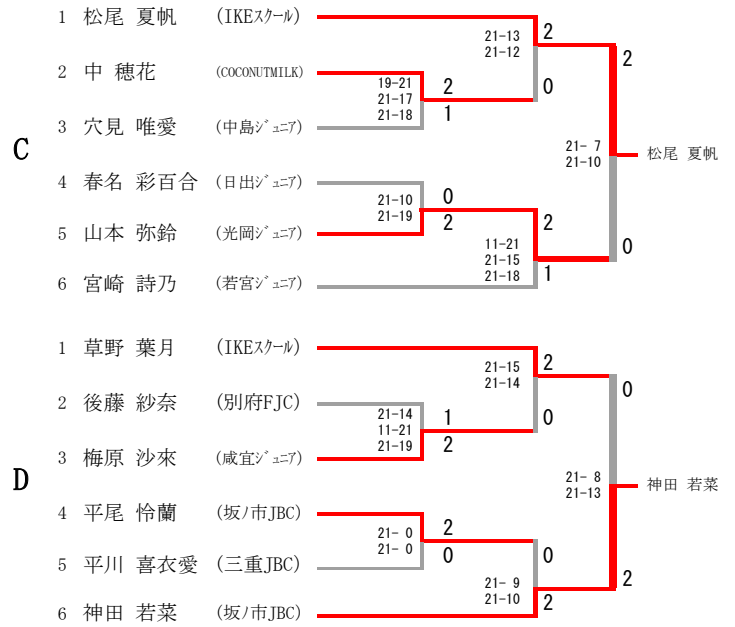 1 松尾 夏帆 (IKEスクール)
21-13 2
21-12
2
2 中 穂花 (COCONUTMILK)
19-21 2 0
21-17
21-18 1
3 穴見 唯愛 (中島ジュニア)
C
21- 7
21-10
松尾 夏帆
4 春名 彩百合 (日出ジュニア)
21-10 0
21-19 2
5 山本 弥鈴 (光岡ジュニア)
11-21 2
21-15
21-18 1
0
6 宮崎 詩乃 (若宮ジュニア)
1 草野 葉月 (IKEスクール)
21-15 2
21-14
0
2 後藤 紗奈 (別府FJC)
21-14 1 0
11-21
21-19 2
3 梅原 沙來 (咸宜ジュニア)
D
21- 8
21-13
神田 若菜
4 平尾 怜蘭 (坂ノ市JBC)
21- 0 2
21- 0 0
5 平川 喜衣愛 (三重JBC)
0
21- 9
21-10 2
2
6 神田 若菜 (坂ノ市JBC)